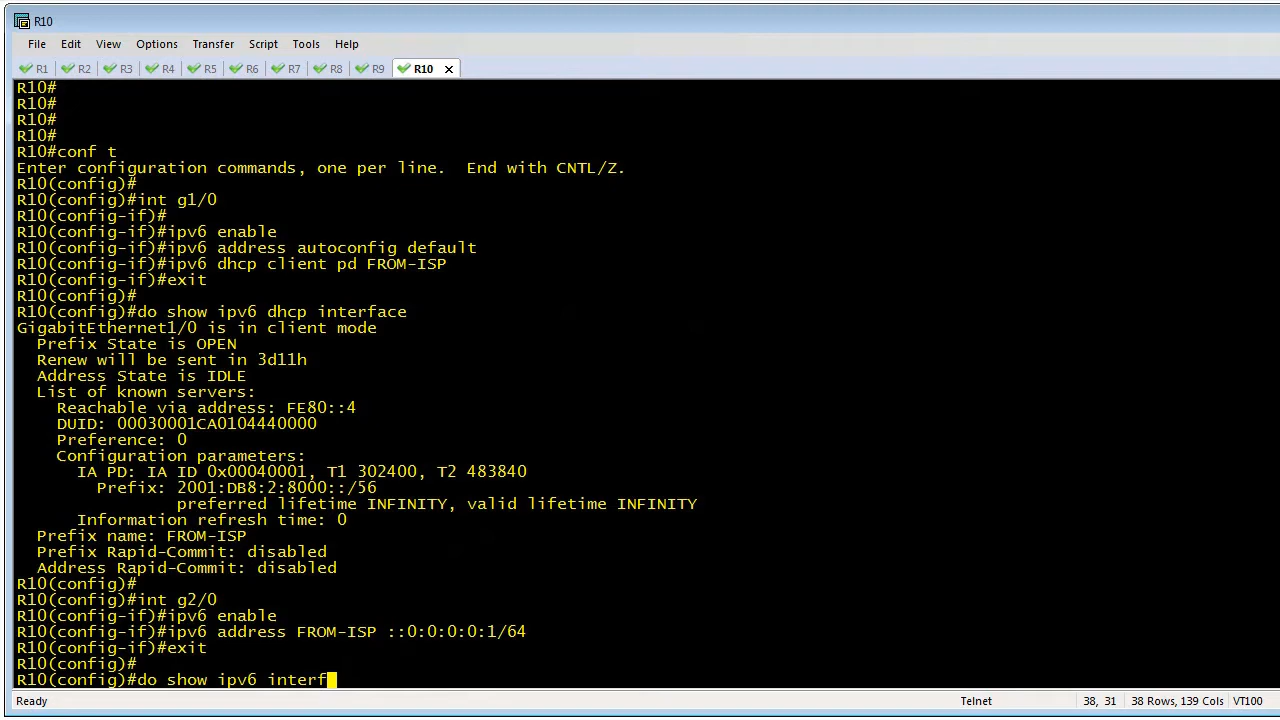 R10
File Edit View Options Transfer Script Tools Help
R1 R2 R3 R4 R5 R6 R7 R8 R9 R10
R10#
R10#
R10#
R10#
R10#conf t
Enter configuration commands, one per line.  End with CNTL/Z.
R10(config)#
R10(config)#int g1/0
R10(config-if)#
R10(config-if)#ipv6 enable
R10(config-if)#ipv6 address autoconfig default
R10(config-if)#ipv6 dhcp client pd FROM-ISP
R10(config-if)#exit
R10(config)#
R10(config)#do show ipv6 dhcp interface
GigabitEthernet1/0 is in client mode
  Prefix State is OPEN
  Renew will be sent in 3d11h
  Address State is IDLE
  List of known servers:
    Reachable via address: FE80::4
    DUID: 00030001CA0104440000
    Preference: 0
    Configuration parameters:
      IA PD: IA ID 0x00040001, T1 302400, T2 483840
        Prefix: 2001:DB8:2:8000::/56
                preferred lifetime INFINITY, valid lifetime INFINITY
      Information refresh time: 0
  Prefix name: FROM-ISP
  Prefix Rapid-Commit: disabled
  Address Rapid-Commit: disabled
R10(config)#
R10(config)#int g2/0
R10(config-if)#ipv6 enable
R10(config-if)#ipv6 address FROM-ISP ::0:0:0:0:1/64
R10(config-if)#exit
R10(config)#
R10(config)#do show ipv6 interf
Ready Telnet 38, 31 38 Rows, 139 Cols VT100